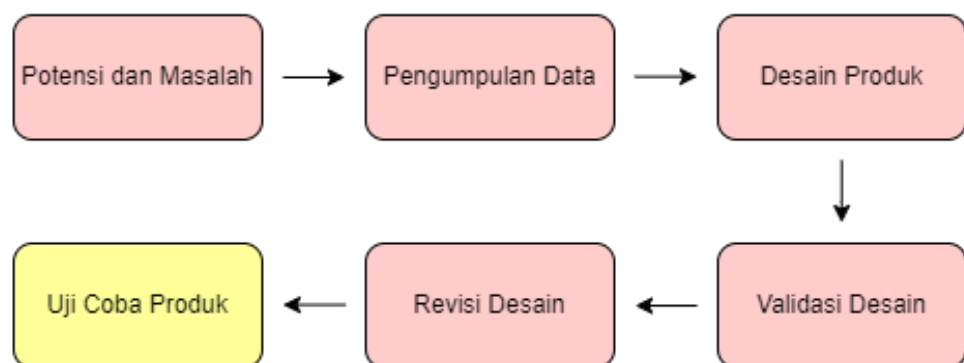 Potensi dan Masalah
Pengumpulan Data
Desain Produk
Validasi Desain
Revisi Desain
Uji Coba Produk